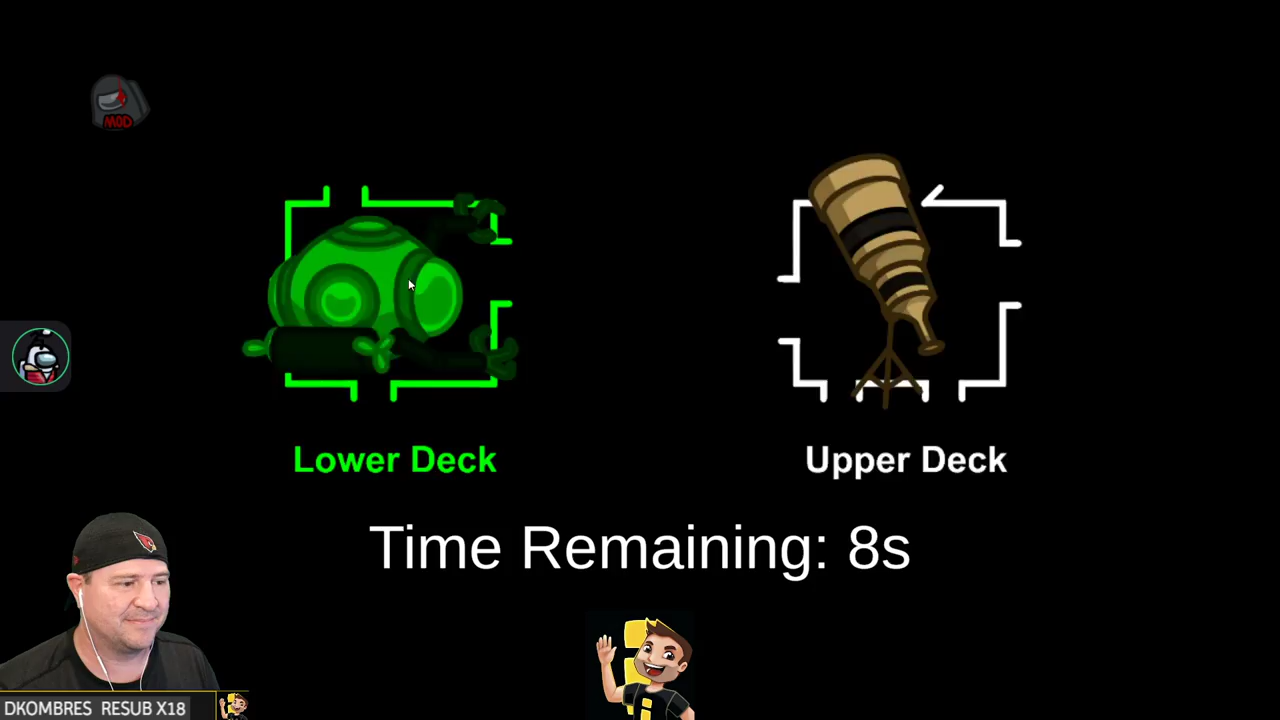 MOD
Lower Deck
Upper Deck
Time Remaining: 8s
DKOMBRES RESUB X18